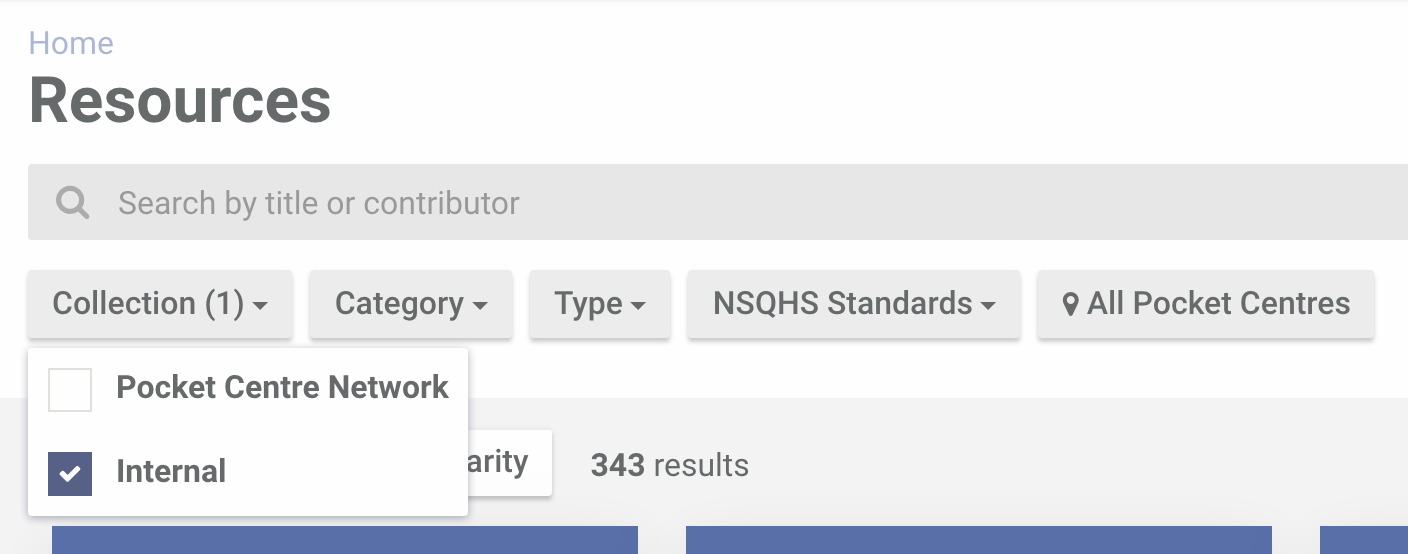 Home
Resources
Search by title or contributor
Collection (1) Category Type NSQHS Standards All Pocket Centres
Pocket Centre Network
Internal
343 results